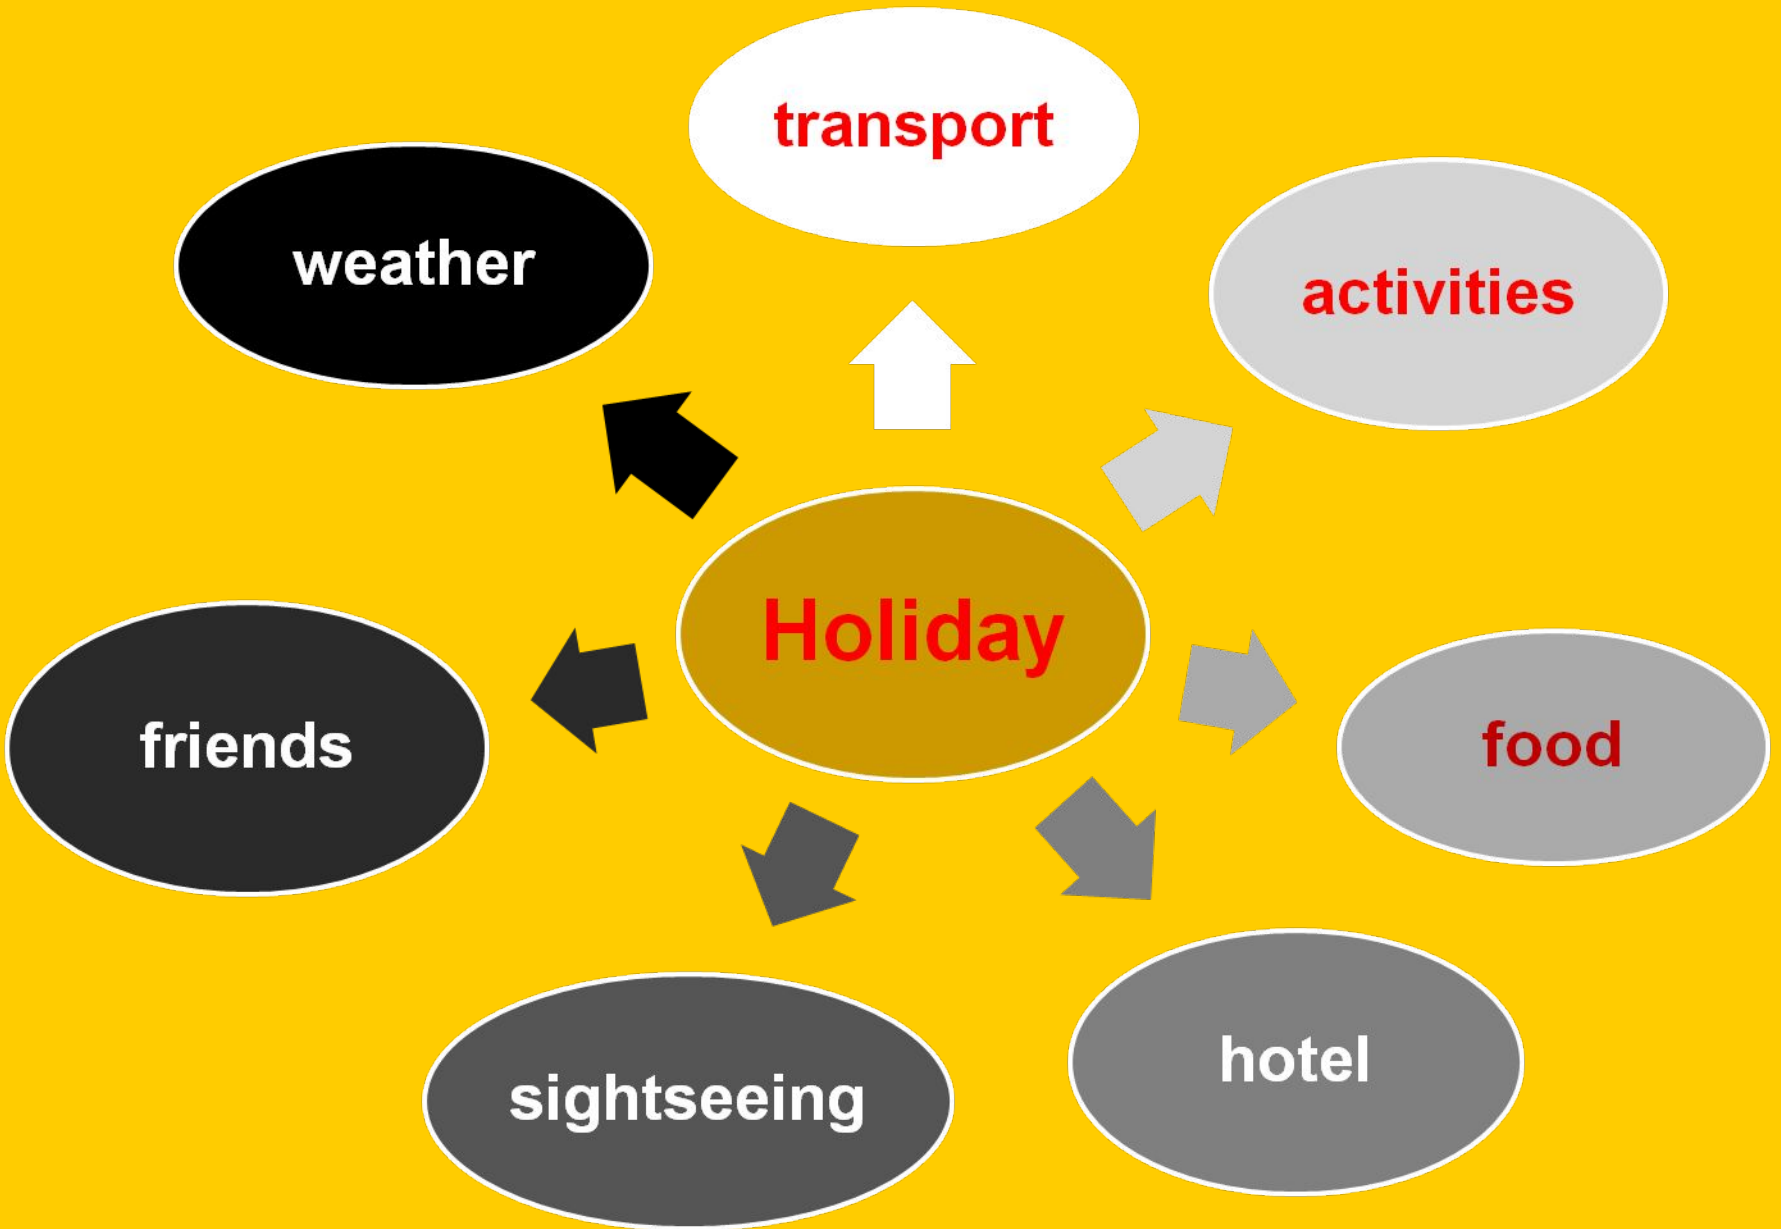 transport
weather
activities
Holiday
friends
food
hotel
sightseeing